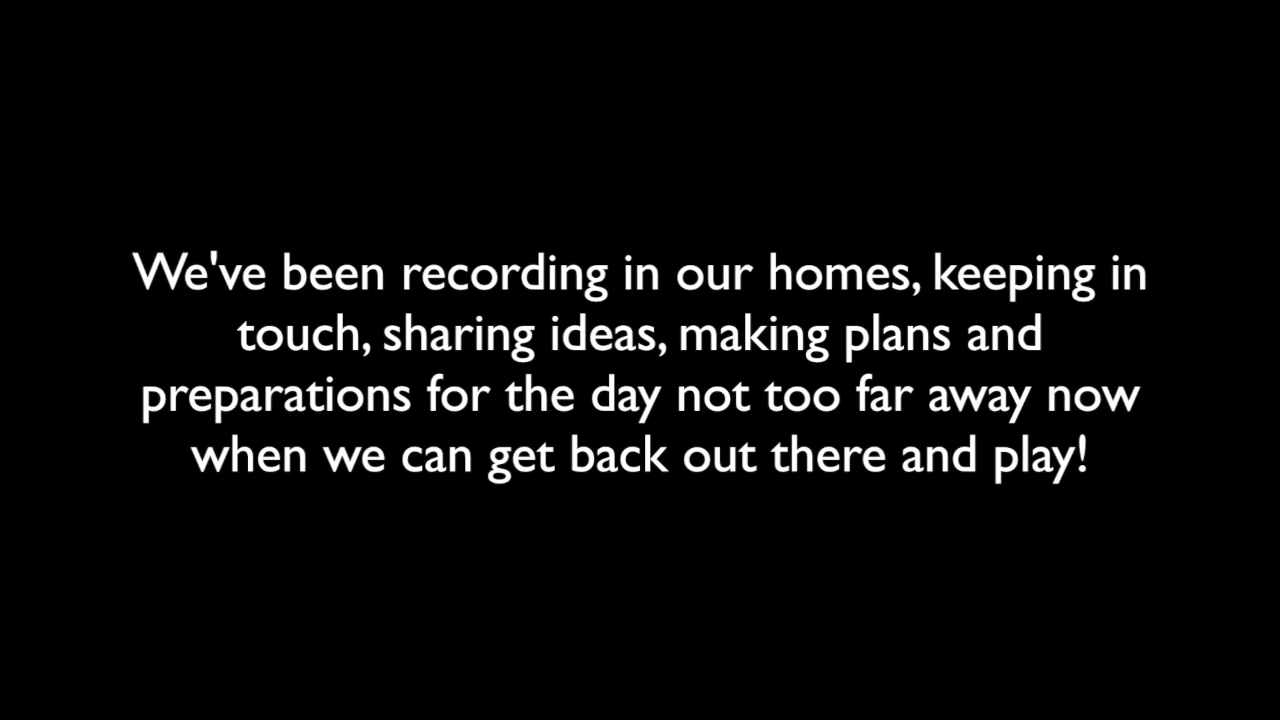 We've been recording in our homes, keeping in
touch, sharing ideas, making plans and
preparations for the day not too far away now
when we can get back out there and play!